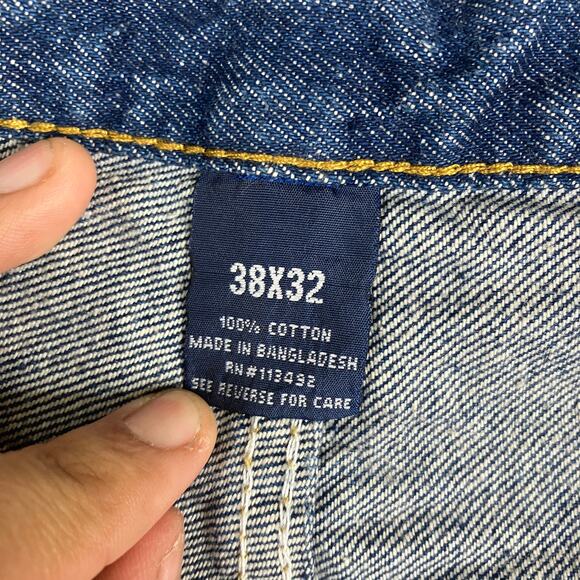 38X32
100% COTTON
MADE IN BANGLADESH
RN#113492
SEE REVERSE FOR CARE